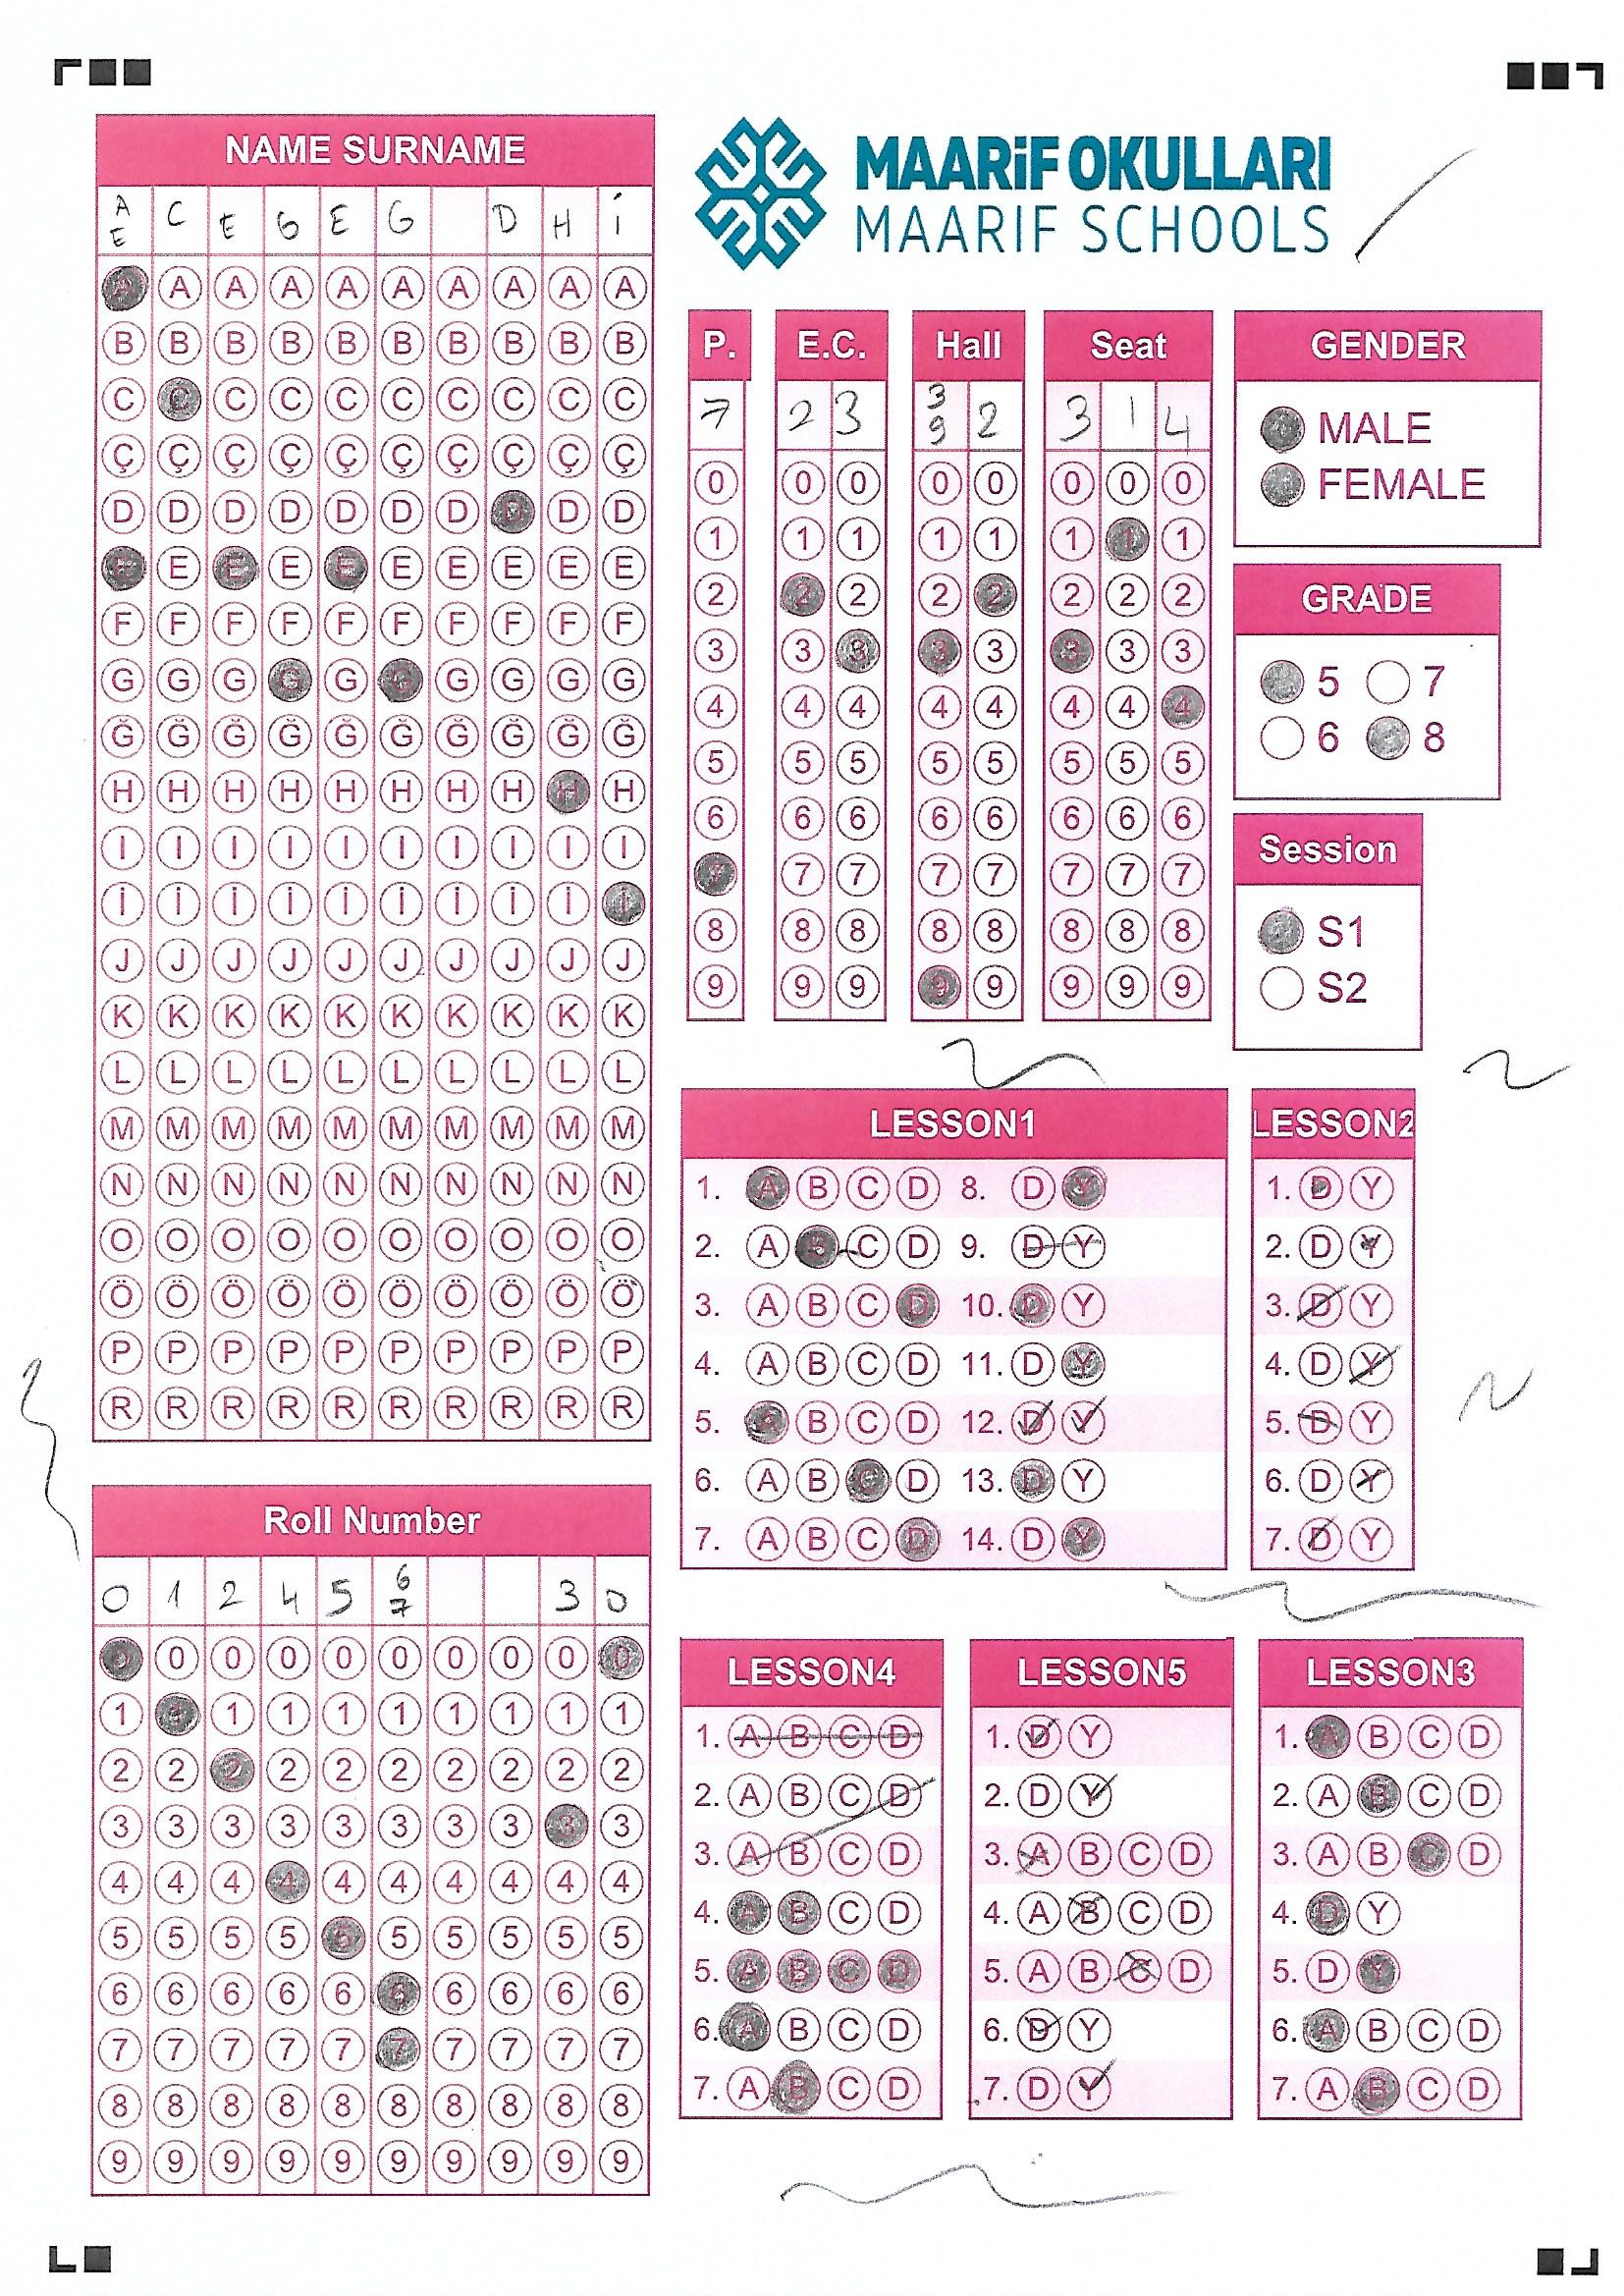 NAME SURNAME
A C E G E G D H İ
E
A A A A A A A A A A
B B B B B B B B B B
C C C C C C C C C C
Ç Ç Ç Ç Ç Ç Ç Ç Ç Ç
D D D D D D D D D D
E E E E E E E E E E
F F F F F F F F F F
G G G G G G G G G G
Ğ Ğ Ğ Ğ Ğ Ğ Ğ Ğ Ğ Ğ
H H H H H H H H H H
I I I I I I I I I I
İ İ İ İ İ İ İ İ İ İ
J J J J J J J J J J
K K K K K K K K K K
L L L L L L L L L L
M M M M M M M M M M
N N N N N N N N N N
O O O O O O O O O O
Ö Ö Ö Ö Ö Ö Ö Ö Ö Ö
P P P P P P P P P P
R R R R R R R R R R
Roll Number
0 1 2 4 5 6 3 0
7
0 0 0 0 0 0 0 0 0 0
1 1 1 1 1 1 1 1 1 1
2 2 2 2 2 2 2 2 2 2
3 3 3 3 3 3 3 3 3 3
4 4 4 4 4 4 4 4 4 4
5 5 5 5 5 5 5 5 5 5
6 6 6 6 6 6 6 6 6 6
7 7 7 7 7 7 7 7 7 7
8 8 8 8 8 8 8 8 8 8
9 9 9 9 9 9 9 9 9 9
MAARiF OKULLARI
MAARIF SCHOOLS
P. E.C. Hall Seat
7 2 3 3 2 3 1 4
9
0 0 0 0 0 0 0 0
1 1 1 1 1 1 1 1
2 2 2 2 2 2 2 2
3 3 3 3 3 3 3 3
4 4 4 4 4 4 4 4
5 5 5 5 5 5 5 5
6 6 6 6 6 6 6 6
7 7 7 7 7 7 7 7
8 8 8 8 8 8 8 8
9 9 9 9 9 9 9 9
GENDER
MALE
FEMALE
GRADE
5 7
6 8
Session
S1
S2
LESSON1
1. A B C D 8. D Y
2. A B C D 9. D Y
3. A B C D 10. D Y
4. A B C D 11. D Y
5. A B C D 12. D Y
6. A B C D 13. D Y
7. A B C D 14. D Y
LESSON2
1. D Y
2. D Y
3. D Y
4. D Y
5. D Y
6. D Y
7. D Y
LESSON4
1. A B C D
2. A B C D
3. A B C D
4. A B C D
5. A B C D
6. A B C D
7. A B C D
LESSON5
1. D Y
2. D Y
3. A B C D
4. A B C D
5. A B C D
6. D Y
7. D Y
LESSON3
1. A B C D
2. A B C D
3. A B C D
4. D Y
5. D Y
6. A B C D
7. A B C D